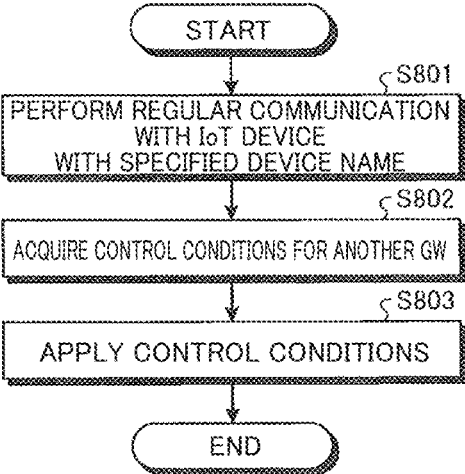 START
S801
PERFORM REGULAR COMMUNICATION
WITH IoT DEVICE
WITH SPECIFIED DEVICE NAME
S802
ACQUIRE CONTROL CONDITIONS FOR ANOTHER GW
S803
APPLY CONTROL CONDITIONS
END